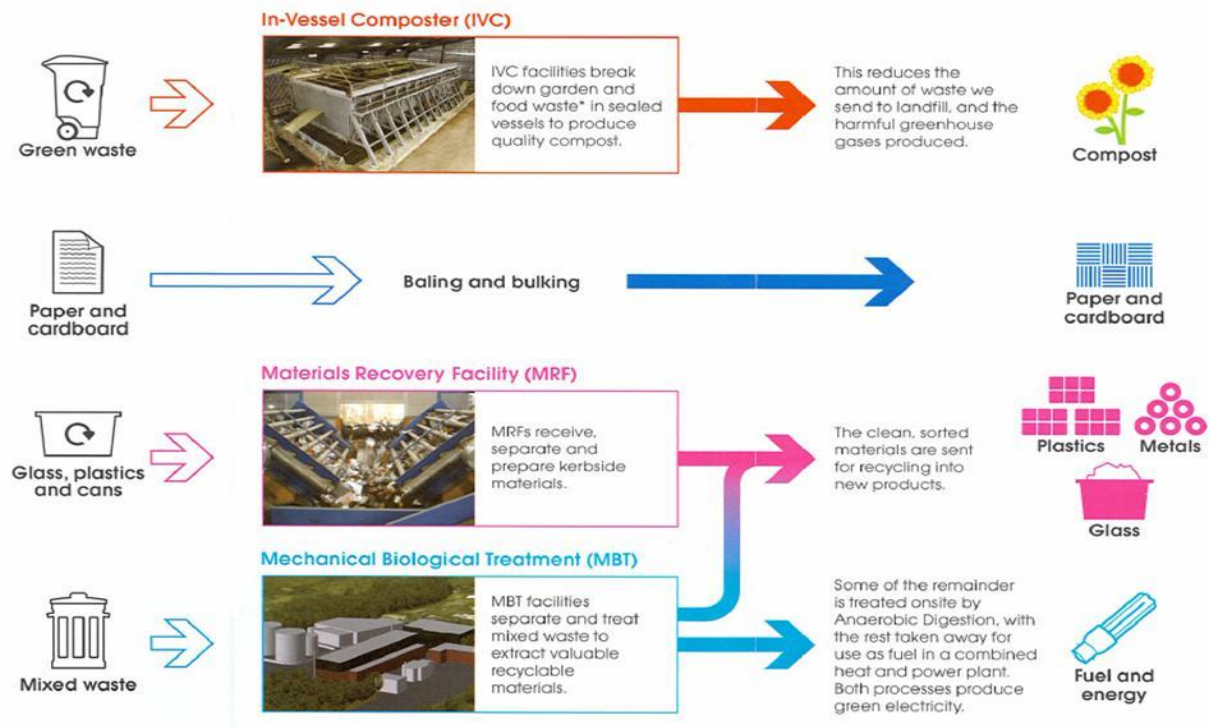 In-Vessel Composter (IVC)
Green waste
IVC facilities break
down garden and
food waste* in sealed
vessels to produce
quality compost.
This reduces the
amount of waste we
send to landfill, and the
harmful greenhouse
gases produced.
Compost
Paper and
cardboard
Baling and bulking
Paper and
cardboard
Materials Recovery Facility (MRF)
Glass, plastics
and cans
MRFs receive,
separate and
prepare kerbside
materials.
The clean, sorted
materials are sent
for recycling into
new products.
Plastics
Metals
Glass
Mechanical Biological Treatment (MBT)
Mixed waste
MBT facilities
separate and treat
mixed waste to
extract valuable
recyclable
materials.
Some of the remainder
is treated onsite by
Anaerobic Digestion, with
the rest taken away for
use as fuel in a combined
heat and power plant.
Both processes produce
green electricity.
Fuel and
energy